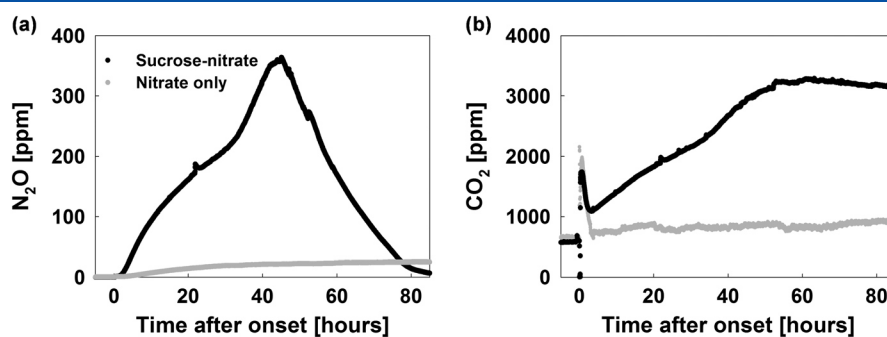 (a)
400
300
200
100
0
N2O [ppm]
Sucrose-nitrate
Nitrate only
0 20 40 60 80
Time after onset [hours]
(b)
4000
3000
2000
1000
0
CO2 [ppm]
0 20 40 60 80
Time after onset [hours]